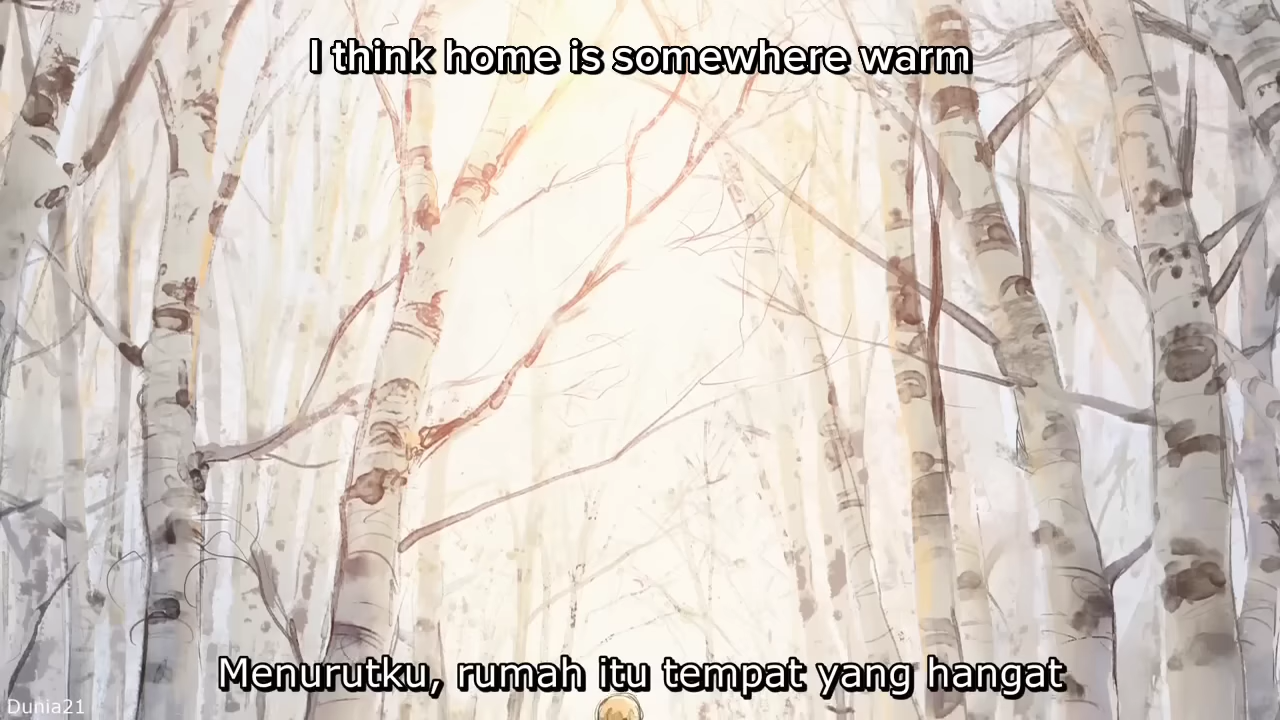 I think home is somewhere warm
Menurutku, rumah itu tempat yang hangat
Dunia21